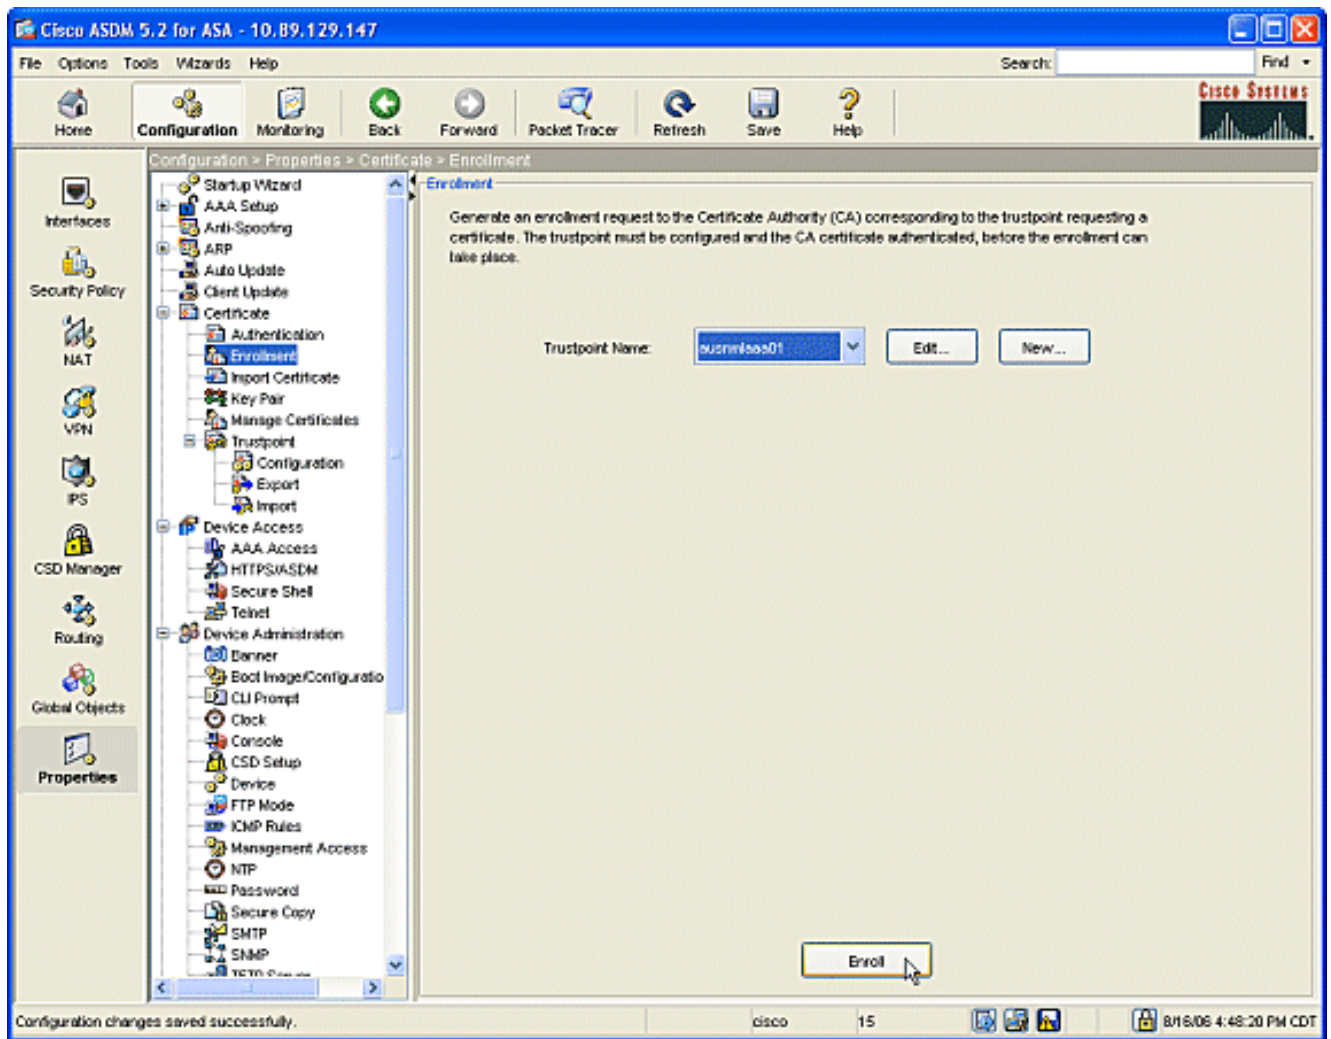 Cisco ASDM 5.2 for ASA - 10.89.129.147
File Options Tools Wizards Help Search: Find
Home Configuration Monitoring Back Forward Packet Tracer Refresh Save Help
CISCO SYSTEMS
Configuration > Properties > Certificate > Enrollment
Interfaces
Security Policy
NAT
VPN
IPS
CSD Manager
Routing
Global Objects
Properties
Startup Wizard
AAA Setup
Anti-Spoofing
ARP
Auto Update
Client Update
Certificate
Authentication
Enrollment
Import Certificate
Key Pair
Manage Certificates
Trustpoint
Configuration
Export
Import
Device Access
AAA Access
HTTPS/ASDM
Secure Shell
Telnet
Device Administration
Banner
Boot Image/Configuratio
CLI Prompt
Clock
Console
CSD Setup
Device
FTP Mode
ICMP Rules
Management Access
NTP
Password
Secure Copy
SMTP
SNMP
Enrollment
Generate an enrollment request to the Certificate Authority (CA) corresponding to the trustpoint requesting a
certificate. The trustpoint must be configured and the CA certificate authenticated, before the enrollment can
take place.
Trustpoint Name: Edit... New...
Enroll
Configuration changes saved successfully. cisco 15 8/16/06 4:48:20 PM CDT